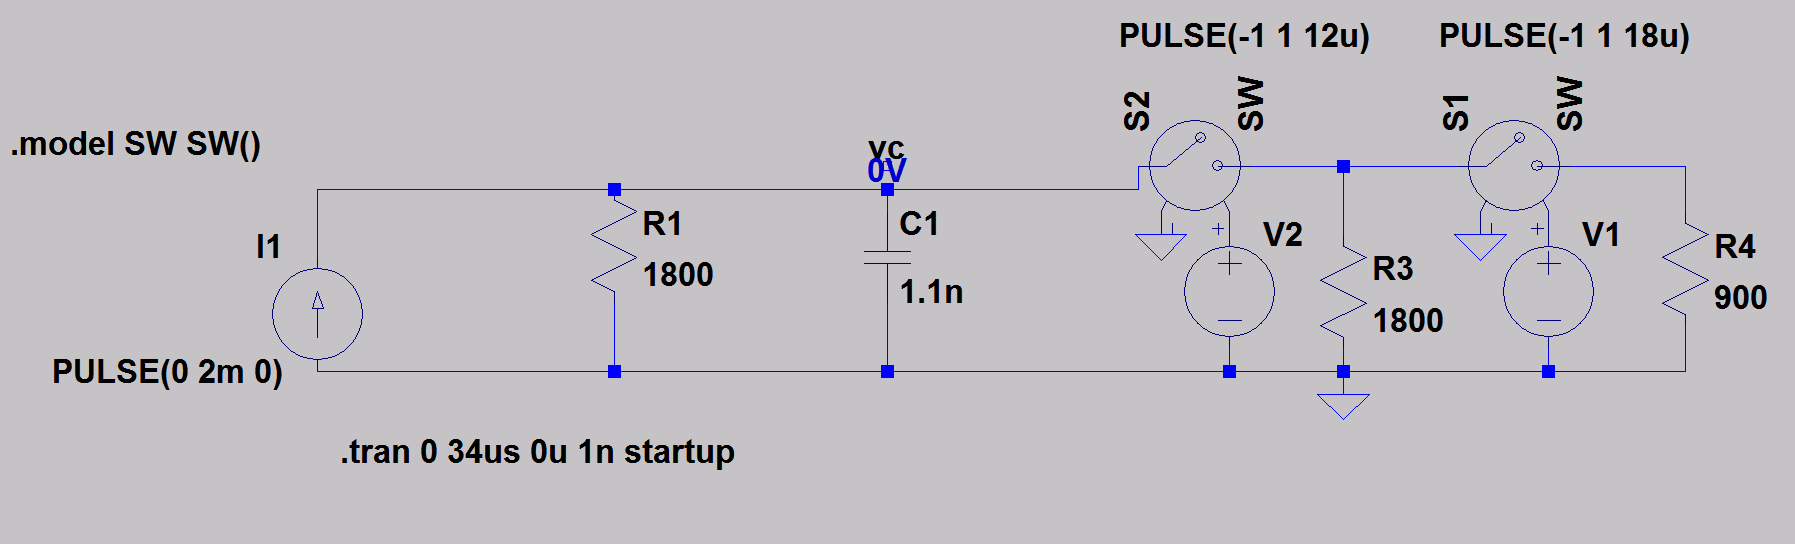 PULSE(-1 1 12u) PULSE(-1 1 18u)
S2 SW S1 SW
.model SW SW()
vc
0V
R1
1800
C1
1.1n
I1
V2
R3
1800
V1
R4
900
PULSE(0 2m 0)
.tran 0 34us 0u 1n startup